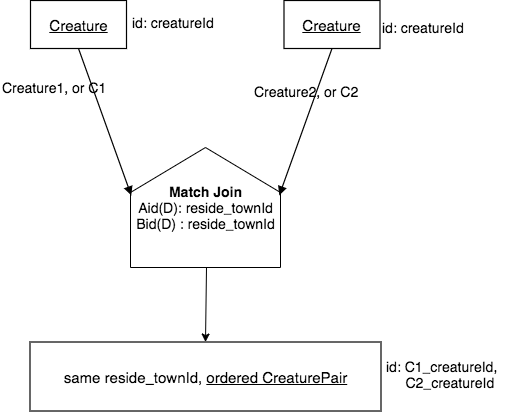 Creature
id: creatureId
Creature
id: creatureId
Creature1, or C1
Creature2, or C2
Match Join
Aid(D): reside_townId
Bid(D) : reside_townId
same reside_townId, ordered CreaturePair
id: C1_creatureId,
C2_creatureId